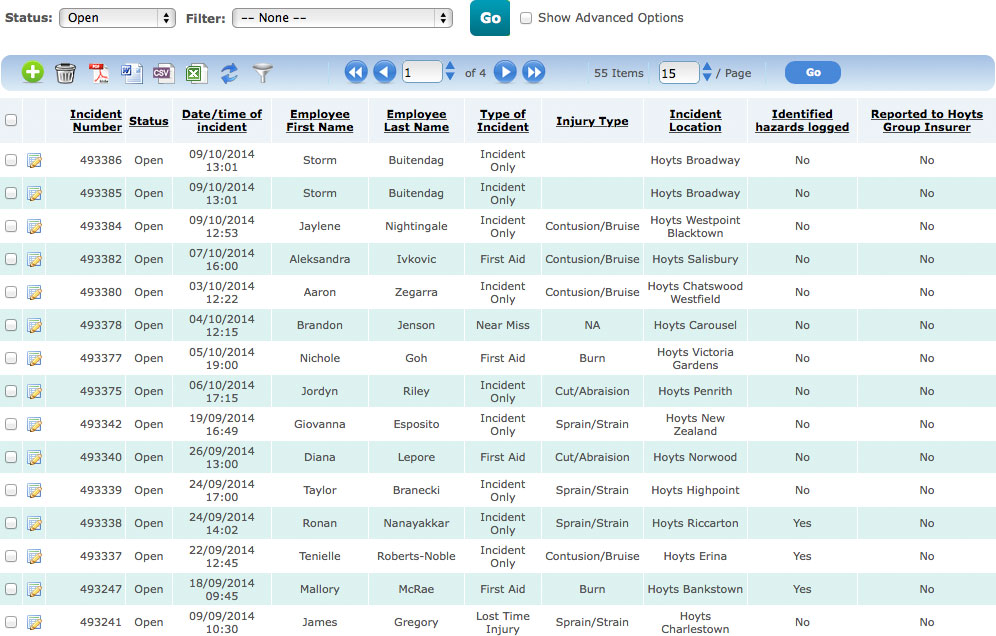 Status: Open Filter: -- None -- Go Show Advanced Options
PDF W CSV X 1 of 4 55 Items 15 / Page Go
Incident Number Status Date/time of incident Employee First Name Employee Last Name Type of Incident Injury Type Incident Location Identified hazards logged Reported to Hoyts Group Insurer
493386 Open 09/10/2014 13:01 Storm Buitendag Incident Only Hoyts Broadway No No
493385 Open 09/10/2014 13:01 Storm Buitendag Incident Only Hoyts Broadway No No
493384 Open 09/10/2014 12:53 Jaylene Nightingale Incident Only Contusion/Bruise Hoyts Westpoint Blacktown No No
493382 Open 07/10/2014 16:00 Aleksandra Ivkovic First Aid Contusion/Bruise Hoyts Salisbury No No
493380 Open 03/10/2014 12:22 Aaron Zegarra Incident Only Contusion/Bruise Hoyts Chatswood Westfield No No
493378 Open 04/10/2014 12:15 Brandon Jenson Near Miss NA Hoyts Carousel No No
493377 Open 05/10/2014 19:00 Nichole Goh First Aid Burn Hoyts Victoria Gardens No No
493375 Open 06/10/2014 17:15 Jordyn Riley Incident Only Cut/Abraision Hoyts Penrith No No
493342 Open 19/09/2014 16:49 Giovanna Esposito Incident Only Sprain/Strain Hoyts New Zealand No No
493340 Open 26/09/2014 13:00 Diana Lepore First Aid Cut/Abraision Hoyts Norwood No No
493339 Open 24/09/2014 17:00 Taylor Branecki Incident Only Sprain/Strain Hoyts Highpoint No No
493338 Open 24/09/2014 14:02 Ronan Nanayakkar Incident Only Sprain/Strain Hoyts Riccarton Yes No
493337 Open 22/09/2014 12:45 Tenielle Roberts-Noble Incident Only Contusion/Bruise Hoyts Erina Yes No
493247 Open 18/09/2014 09:45 Mallory McRae First Aid Burn Hoyts Bankstown Yes No
493241 Open 09/09/2014 10:30 James Gregory Lost Time Injury Sprain/Strain Hoyts Charlestown No No